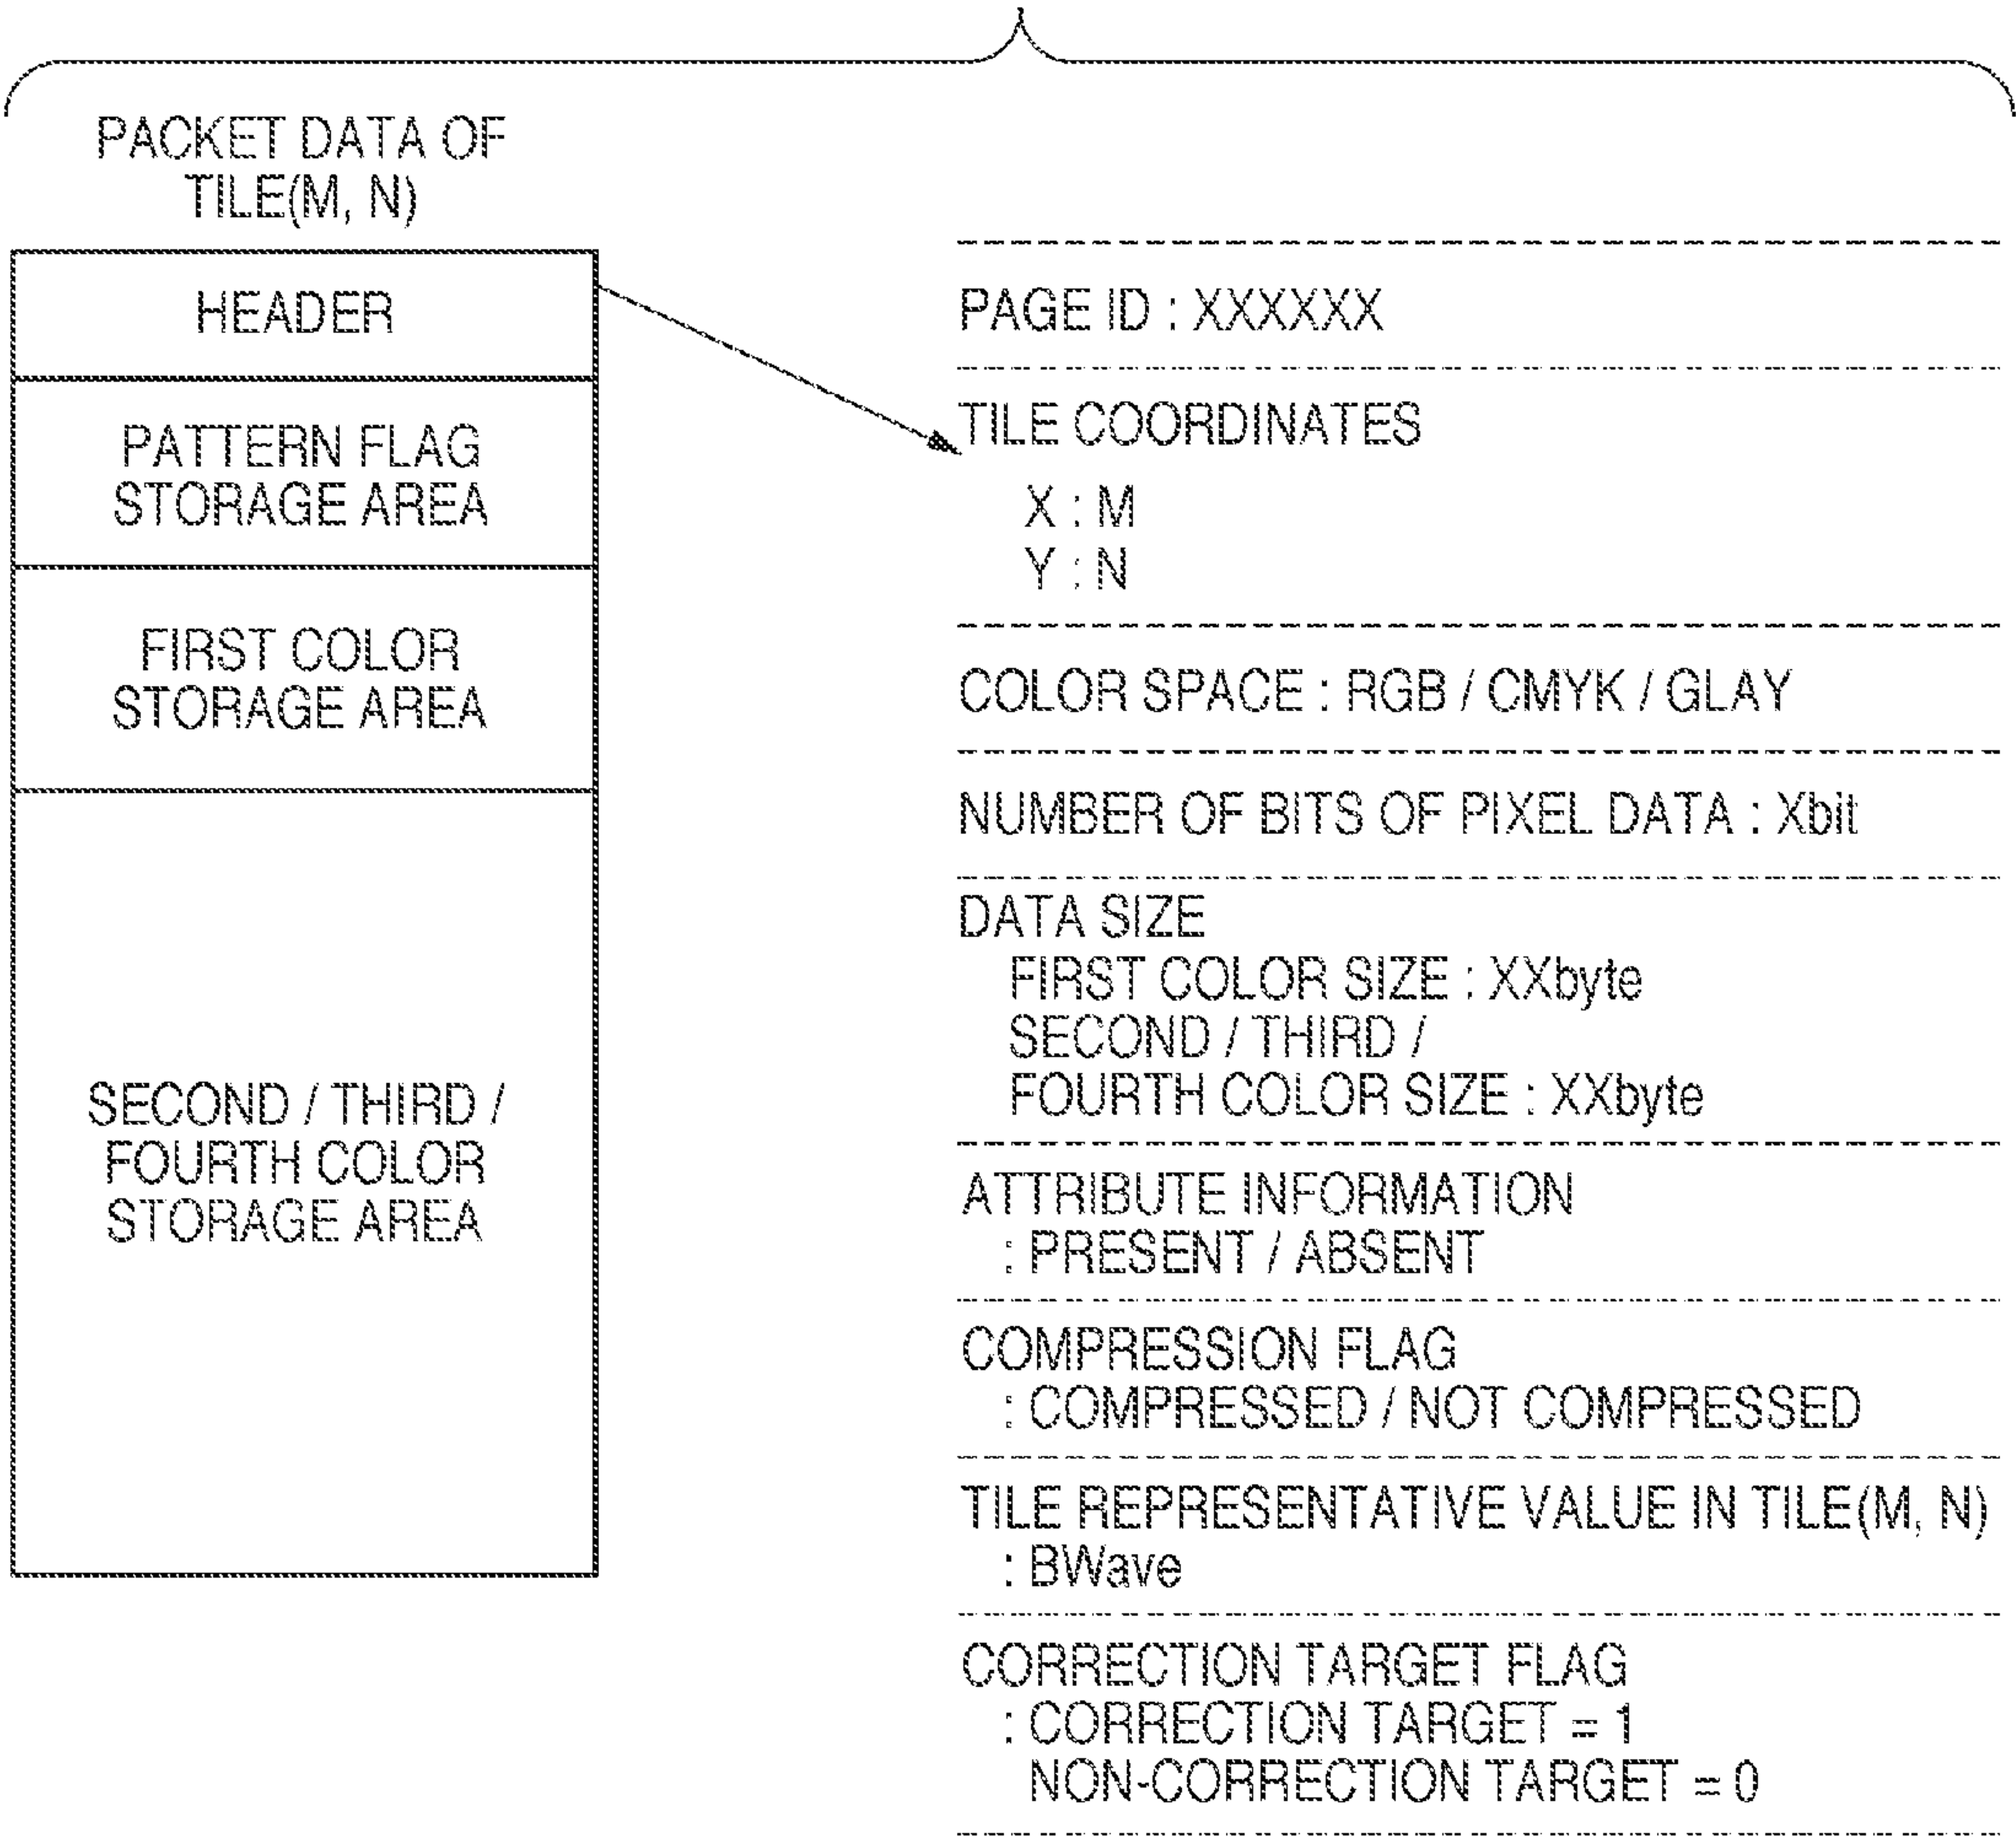 PACKET DATA OF
TILE(M, N)
HEADER
PATTERN FLAG
STORAGE AREA
FIRST COLOR
STORAGE AREA
SECOND / THIRD /
FOURTH COLOR
STORAGE AREA
PAGE ID : XXXXXX
TILE COORDINATES
X : M
Y : N
COLOR SPACE : RGB / CMYK / GLAY
NUMBER OF BITS OF PIXEL DATA : Xbit
DATA SIZE
FIRST COLOR SIZE : XXbyte
SECOND / THIRD /
FOURTH COLOR SIZE : XXbyte
ATTRIBUTE INFORMATION
: PRESENT / ABSENT
COMPRESSION FLAG
: COMPRESSED / NOT COMPRESSED
TILE REPRESENTATIVE VALUE IN TILE(M, N)
: BWave
CORRECTION TARGET FLAG
: CORRECTION TARGET = 1
NON-CORRECTION TARGET = 0